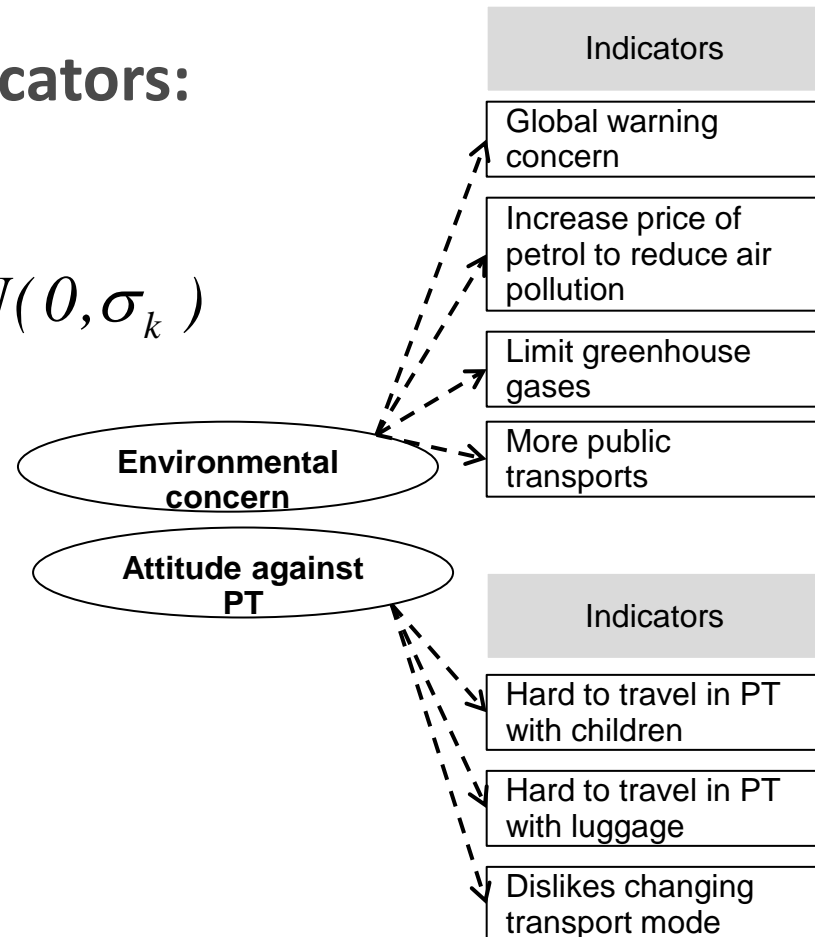 cators:
(0,σk )
Environmental
concern
Attitude against
PT
Indicators
Global warning
concern
Increase price of
petrol to reduce air
pollution
Limit greenhouse
gases
More public
transports
Indicators
Hard to travel in PT
with children
Hard to travel in PT
with luggage
Dislikes changing
transport mode